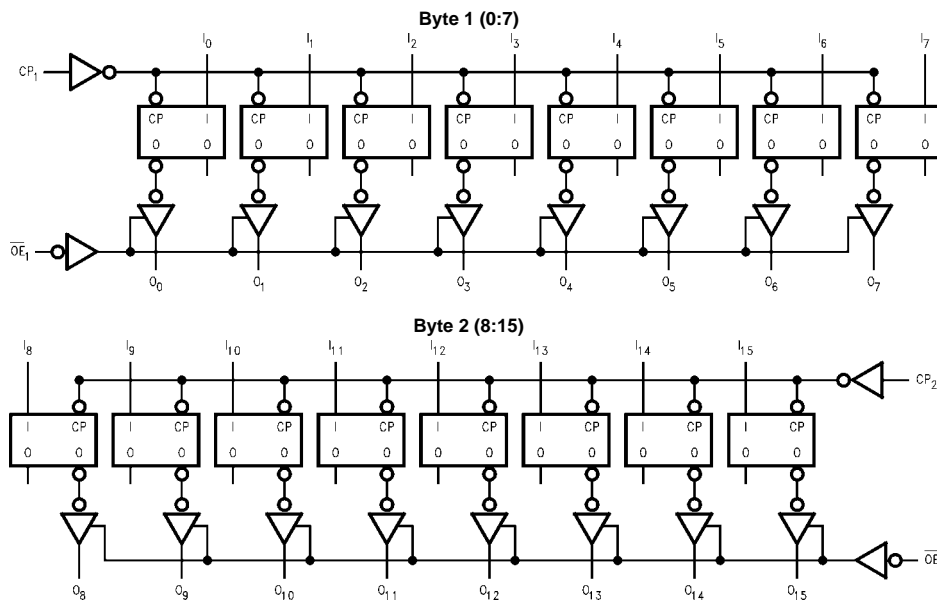 Byte 1 (0:7)
I0 I1 I2 I3 I4 I5 I6 I7
CP1
CP I CP I CP I CP I CP I CP I CP I CP I
O O O O O O O O O O O O O O O O
OE1
O0 O1 O2 O3 O4 O5 O6 O7
Byte 2 (8:15)
I8 I9 I10 I11 I12 I13 I14 I15
CP2
I CP I CP I CP I CP I CP I CP I CP I CP
O O O O O O O O O O O O O O O O
OE
O8 O9 O10 O11 O12 O13 O14 O15